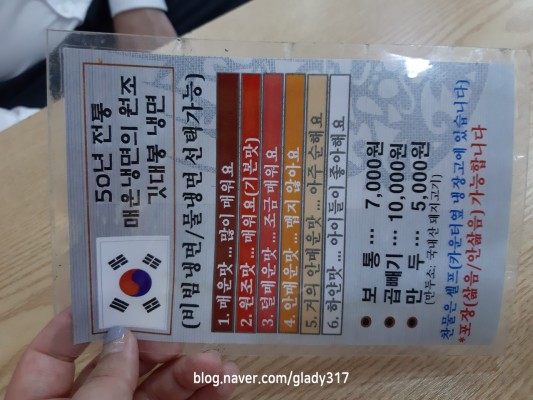 50년 전통
매운냉면의 원조
깃대봉 냉면
(비빔냉면/물냉면 선택가능)
1. 매운맛 ... 많이 매워요
2. 원조맛 ... 매워요(기본맛)
3. 덜매운맛 ... 조금 매워요
4. 안매운맛 ... 맵지 않아요
5. 거의 안매운맛 ... 아주 순해요
6. 하얀맛 ... 아이들이 좋아해요
보 통 ... 7,000원
곱빼기 ... 10,000원
만 두 ... 5,000원
(만두소: 국내산 돼지고기)
찬물은 셀프(카운터옆 냉장고에 있습니다)
*포장(삶음/안삶음) 가능합니다
blog.naver.com/glady317